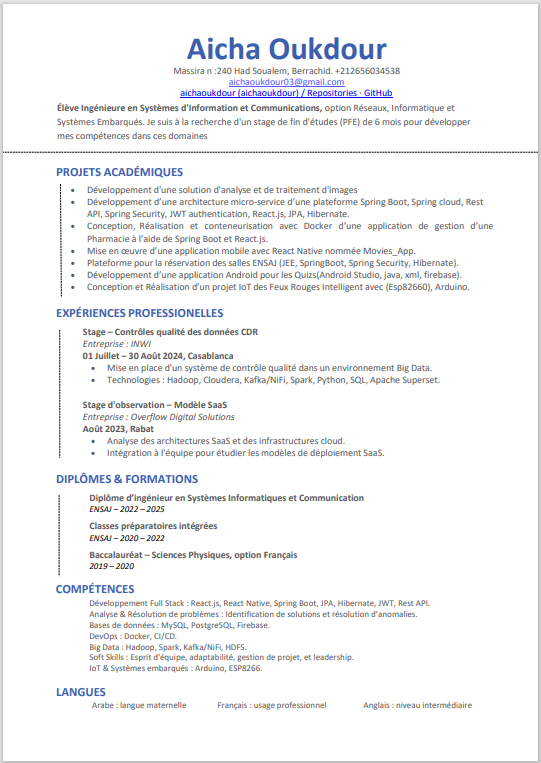 Aicha Oukdour
Massira n :240 Had Soualem, Berrachid. +212656034538
aichaoukdour03@gmail.com
aichaoukdour (aichaoukdour) / Repositories · GitHub
Élève Ingénieure en Systèmes d'Information et Communications, option Réseaux, Informatique et
Systèmes Embarqués. Je suis à la recherche d'un stage de fin d'études (PFE) de 6 mois pour développer
mes compétences dans ces domaines
PROJETS ACADÉMIQUES
• Développement d'une solution d'analyse et de traitement d'images
• Développement d'une architecture micro-service d'une plateforme Spring Boot, Spring cloud, Rest
API, Spring Security, JWT authentication, React.js, JPA, Hibernate.
• Conception, Réalisation et conteneurisation avec Docker d'une application de gestion d'une
Pharmacie à l'aide de Spring Boot et React.js.
• Mise en œuvre d'une application mobile avec React Native nommée Movies_App.
• Plateforme pour la réservation des salles ENSAJ (JEE, SpringBoot, Spring Security, Hibernate).
• Développement d'une application Android pour les Quizs(Android Studio, java, xml, firebase).
• Conception et Réalisation d'un projet IoT des Feux Rouges Intelligent avec (Esp82660), Arduino.
EXPÉRIENCES PROFESSIONELLES
Stage – Contrôles qualité des données CDR
Entreprise : INWI
01 Juillet – 30 Août 2024, Casablanca
• Mise en place d'un système de contrôle qualité dans un environnement Big Data.
• Technologies : Hadoop, Cloudera, Kafka/NiFi, Spark, Python, SQL, Apache Superset.
Stage d'observation – Modèle SaaS
Entreprise : Overflow Digital Solutions
Août 2023, Rabat
• Analyse des architectures SaaS et des infrastructures cloud.
• Intégration à l'équipe pour étudier les modèles de déploiement SaaS.
DIPLÔMES & FORMATIONS
Diplôme d'ingénieur en Systèmes Informatiques et Communication
ENSAJ – 2022 – 2025
Classes préparatoires intégrées
ENSAJ – 2020 – 2022
Baccalauréat – Sciences Physiques, option Français
2019 – 2020
COMPÉTENCES
Développement Full Stack : React.js, React Native, Spring Boot, JPA, Hibernate, JWT, Rest API.
Analyse & Résolution de problèmes : Identification de solutions et résolution d'anomalies.
Bases de données : MySQL, PostgreSQL, Firebase.
DevOps : Docker, CI/CD.
Big Data : Hadoop, Spark, Kafka/NiFi, HDFS.
Soft Skills : Esprit d'équipe, adaptabilité, gestion de projet, et leadership.
IoT & Systèmes embarqués : Arduino, ESP8266.
LANGUES
Arabe : langue maternelle Français : usage professionnel Anglais : niveau intermédiaire